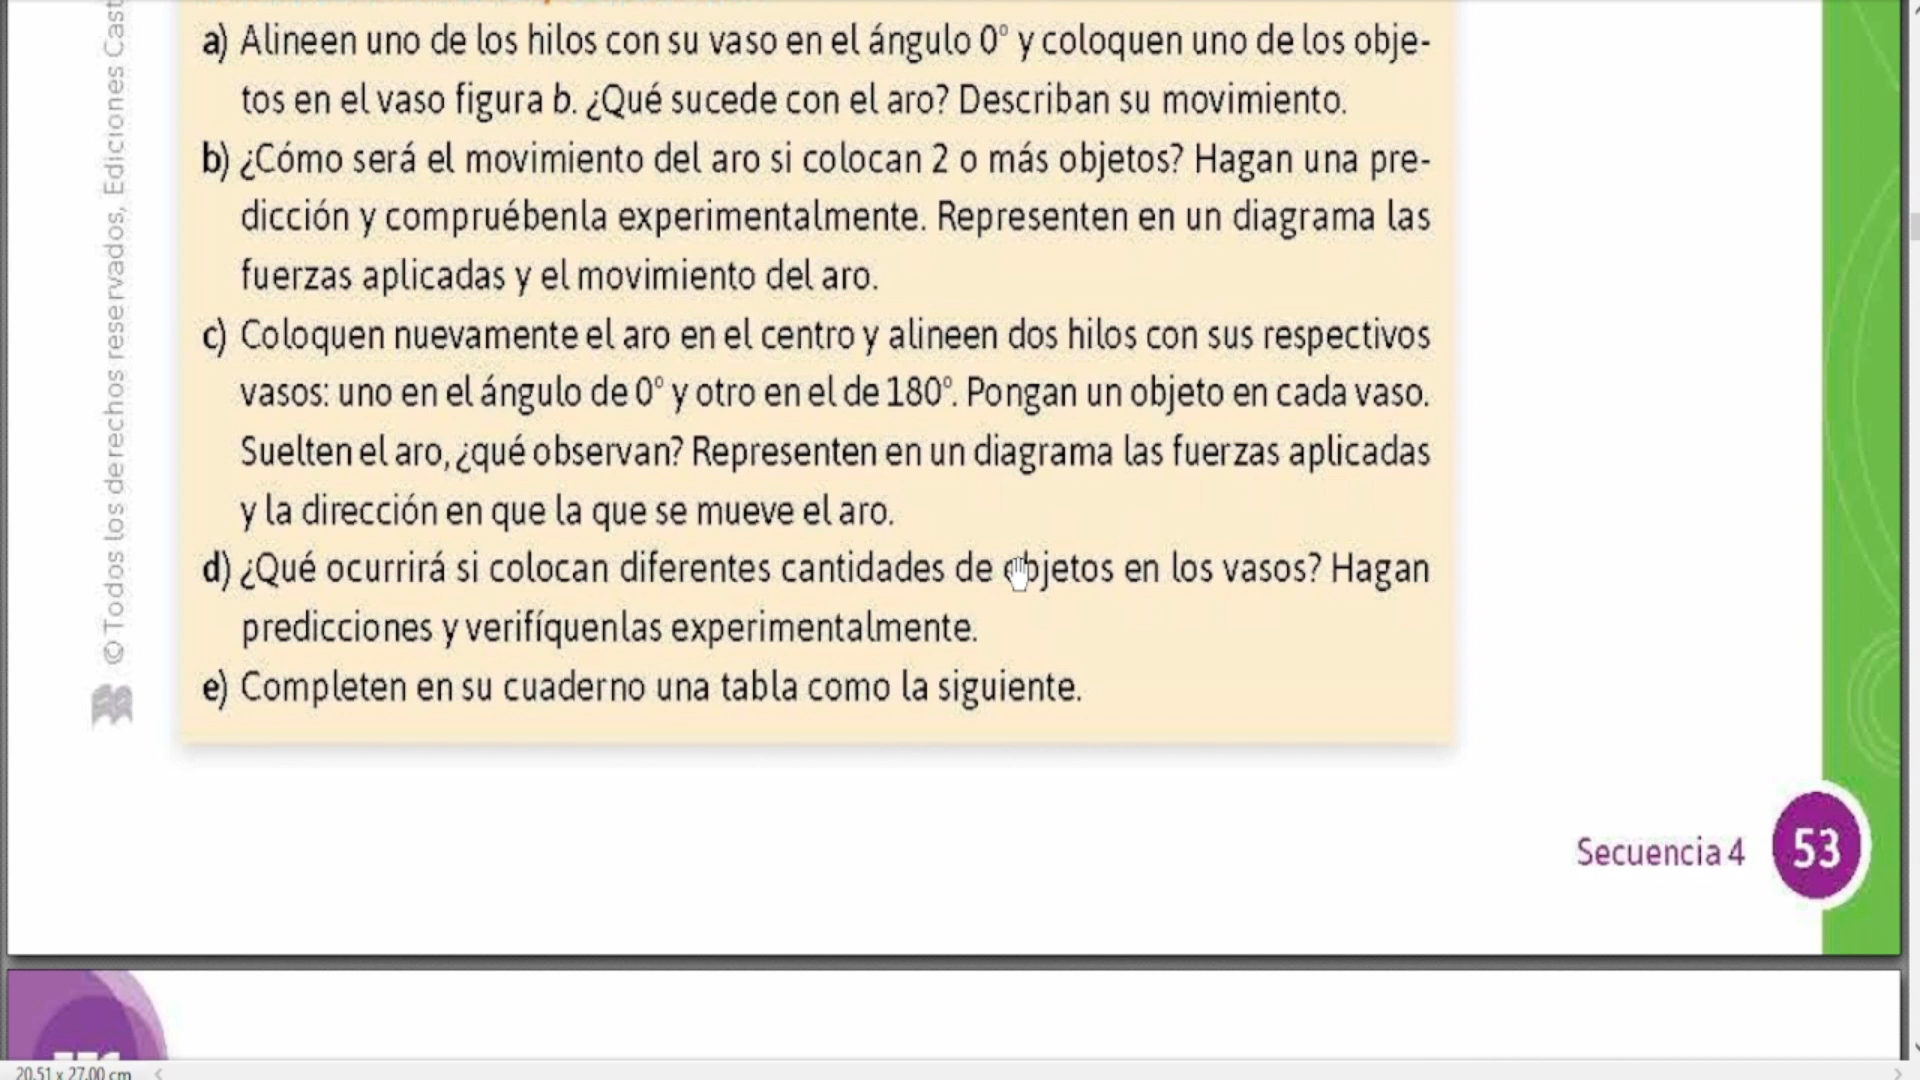 a) Alineen uno de los hilos con su vaso en el ángulo 0° y coloquen uno de los obje-
tos en el vaso figura b. ¿Qué sucede con el aro? Describan su movimiento.
b) ¿Cómo será el movimiento del aro si colocan 2 o más objetos? Hagan una pre-
dicción y compruébenla experimentalmente. Representen en un diagrama las
fuerzas aplicadas y el movimiento del aro.
c) Coloquen nuevamente el aro en el centro y alineen dos hilos con sus respectivos
vasos: uno en el ángulo de 0° y otro en el de 180°. Pongan un objeto en cada vaso.
Suelten el aro, ¿qué observan? Representen en un diagrama las fuerzas aplicadas
y la dirección en que la que se mueve el aro.
d) ¿Qué ocurrirá si colocan diferentes cantidades de objetos en los vasos? Hagan
predicciones y verifíquenlas experimentalmente.
e) Completen en su cuaderno una tabla como la siguiente.
© Todos los derechos reservados, Ediciones Cast
Secuencia 4
53
20,51 x 27,00 cm